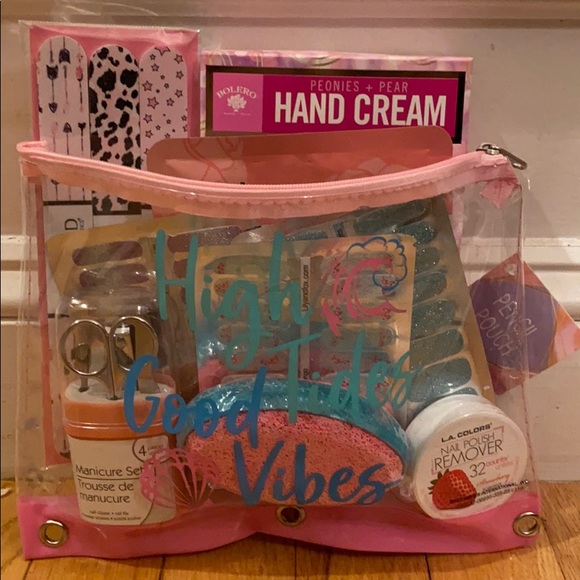 BOLERO
PEONIES + PEAR
HAND CREAM
High
Tides
Good
Vibes
PENCIL
POUCH
4
Manicure Set
Trousse de
manucure
L.A. COLORS
NAIL POLISH
REMOVER
32